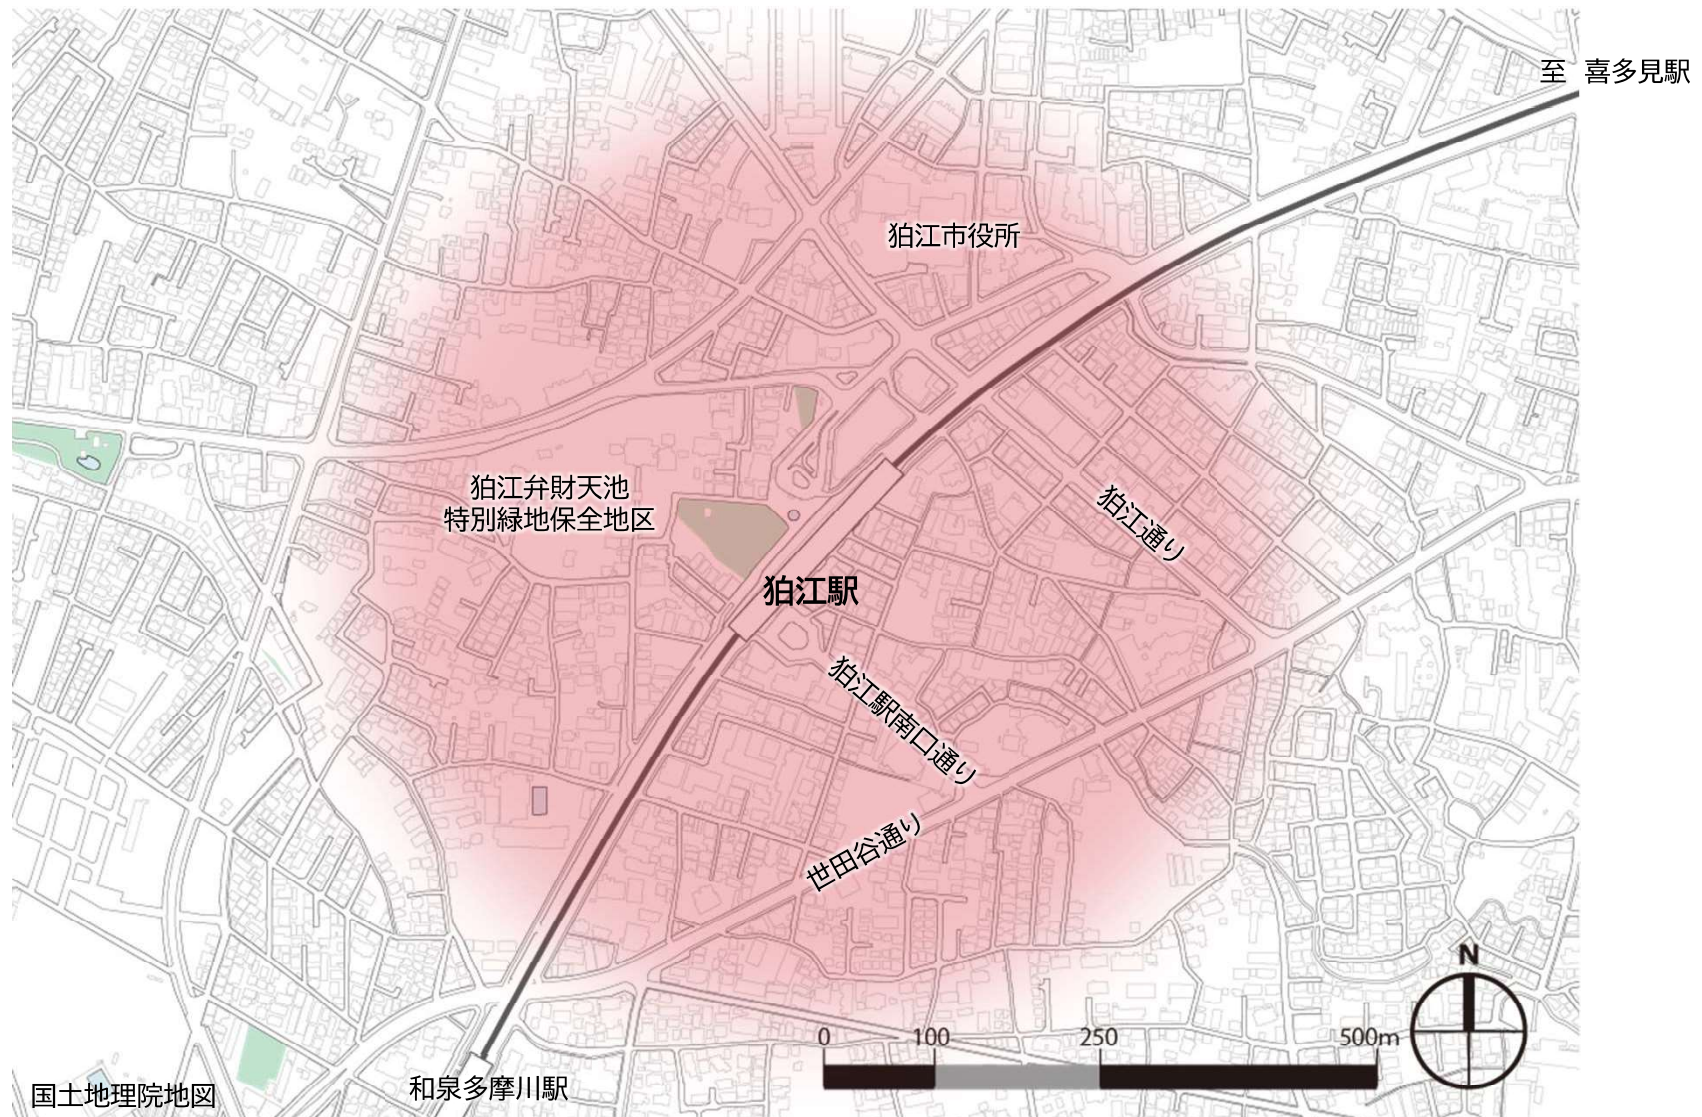 至 喜多見駅
狛江市役所
狛江弁財天池
特別緑地保全地区
狛江通り
狛江駅
狛江駅南口通り
世田谷通り
N
0 100 250 500m
和泉多摩川駅
国土地理院地図